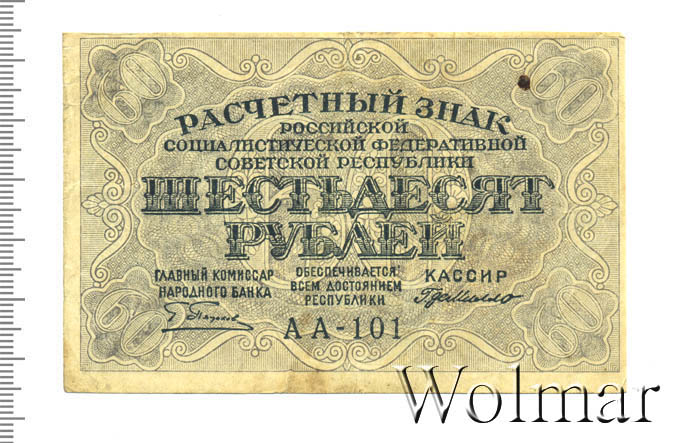 60 60
РАСЧЕТНЫЙ ЗНАК
РОССИЙСКОЙ
СОЦИАЛИСТИЧЕСКОЙ ФЕДЕРАТИВНОЙ
СОВЕТСКОЙ РЕСПУБЛИКИ
ШЕСТЬДЕСЯТ
РУБЛЕЙ
ГЛАВНЫЙ КОМИССАР
НАРОДНОГО БАНКА
ОБЕСПЕЧИВАЕТСЯ
ВСЕМ ДОСТОЯНИЕМ
РЕСПУБЛИКИ
КАССИР
АА-101
60 60
Wolmar